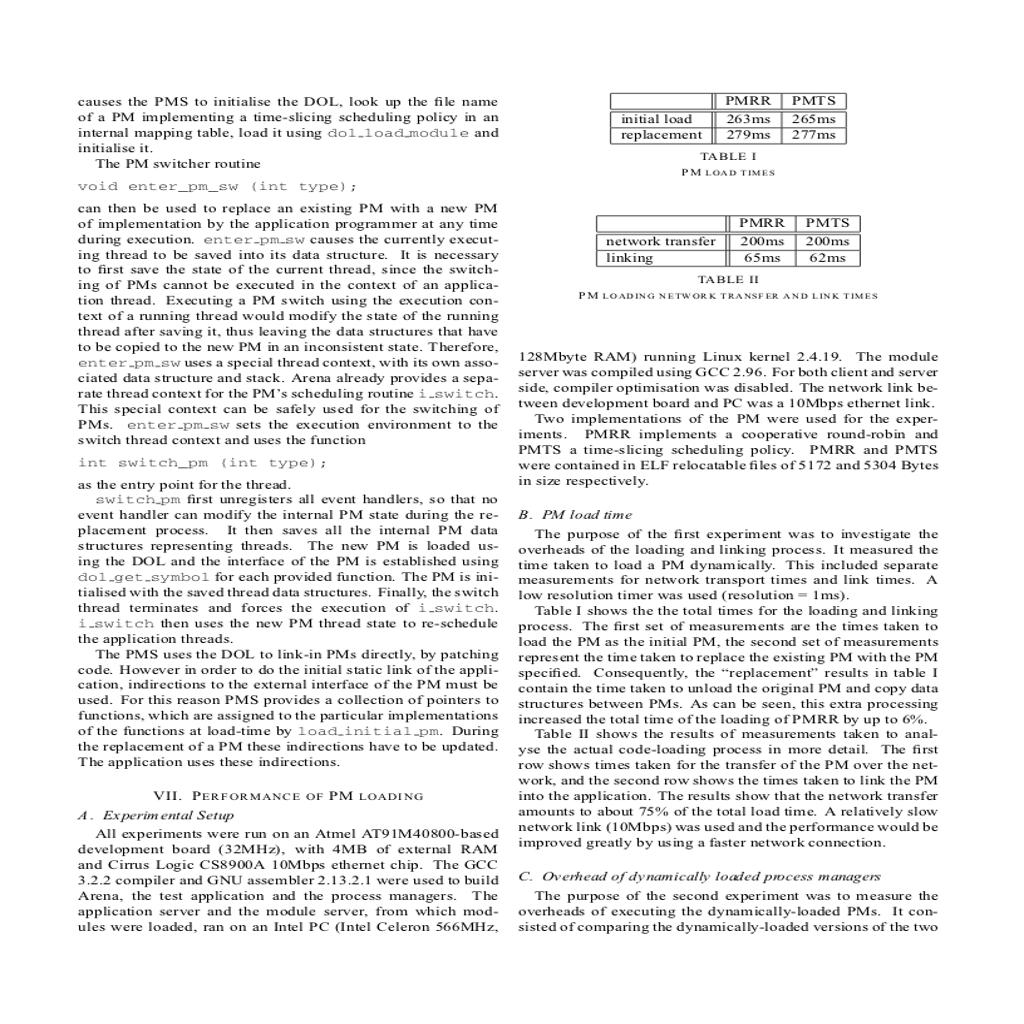 causes the PMS to initialise the DOL, look up the file name
of a PM implementing a time-slicing scheduling policy in an
internal mapping table, load it using dol_load_module and
initialise it.
The PM switcher routine
void enter_pm_sw (int type);
can then be used to replace an existing PM with a new PM
of implementation by the application programmer at any time
during execution. enter_pm_sw causes the currently execut-
ing thread to be saved into its data structure. It is necessary
to first save the state of the current thread, since the switch-
ing of PMs cannot be executed in the context of an applica-
tion thread. Executing a PM switch using the execution con-
text of a running thread would modify the state of the running
thread after saving it, thus leaving the data structures that have
to be copied to the new PM in an inconsistent state. Therefore,
enter_pm_sw uses a special thread context, with its own asso-
ciated data structure and stack. Arena already provides a sepa-
rate thread context for the PM's scheduling routine i_switch.
This special context can be safely used for the switching of
PMs. enter_pm_sw sets the execution environment to the
switch thread context and uses the function
int switch_pm (int type);
as the entry point for the thread.
switch_pm first unregisters all event handlers, so that no
event handler can modify the internal PM state during the re-
placement process. It then saves all the internal PM data
structures representing threads. The new PM is loaded us-
ing the DOL and the interface of the PM is established using
dol_get_symbol for each provided function. The PM is ini-
tialised with the saved thread data structures. Finally, the switch
thread terminates and forces the execution of i_switch.
i_switch then uses the new PM thread state to re-schedule
the application threads.
The PMS uses the DOL to link-in PMs directly, by patching
code. However in order to do the initial static link of the appli-
cation, indirections to the external interface of the PM must be
used. For this reason PMS provides a collection of pointers to
functions, which are assigned to the particular implementations
of the functions at load-time by load_initial_pm. During
the replacement of a PM these indirections have to be updated.
The application uses these indirections.
VII. PERFORMANCE OF PM LOADING
A. Experimental Setup
All experiments were run on an Atmel AT91M40800-based
development board (32MHz), with 4MB of external RAM
and Cirrus Logic CS8900A 10Mbps ethernet chip. The GCC
3.2.2 compiler and GNU assembler 2.13.2.1 were used to build
Arena, the test application and the process managers. The
application server and the module server, from which mod-
ules were loaded, ran on an Intel PC (Intel Celeron 566MHz,
PMRR PMTS
initial load 263ms 265ms
replacement 279ms 277ms
TABLE I
PM LOAD TIMES
PMRR PMTS
network transfer 200ms 200ms
linking 65ms 62ms
TABLE II
PM LOADING NETWORK TRANSFER AND LINK TIMES
128Mbyte RAM) running Linux kernel 2.4.19. The module
server was compiled using GCC 2.96. For both client and server
side, compiler optimisation was disabled. The network link be-
tween development board and PC was a 10Mbps ethernet link.
Two implementations of the PM were used for the exper-
iments. PMRR implements a cooperative round-robin and
PMTS a time-slicing scheduling policy. PMRR and PMTS
were contained in ELF relocatable files of 5172 and 5304 Bytes
in size respectively.
B. PM load time
The purpose of the first experiment was to investigate the
overheads of the loading and linking process. It measured the
time taken to load a PM dynamically. This included separate
measurements for network transport times and link times. A
low resolution timer was used (resolution = 1ms).
Table I shows the the total times for the loading and linking
process. The first set of measurements are the times taken to
load the PM as the initial PM, the second set of measurements
represent the time taken to replace the existing PM with the PM
specified. Consequently, the “replacement” results in table I
contain the time taken to unload the original PM and copy data
structures between PMs. As can be seen, this extra processing
increased the total time of the loading of PMRR by up to 6%.
Table II shows the results of measurements taken to anal-
yse the actual code-loading process in more detail. The first
row shows times taken for the transfer of the PM over the net-
work, and the second row shows the times taken to link the PM
into the application. The results show that the network transfer
amounts to about 75% of the total load time. A relatively slow
network link (10Mbps) was used and the performance would be
improved greatly by using a faster network connection.
C. Overhead of dynamically loaded process managers
The purpose of the second experiment was to measure the
overheads of executing the dynamically-loaded PMs. It con-
sisted of comparing the dynamically-loaded versions of the two